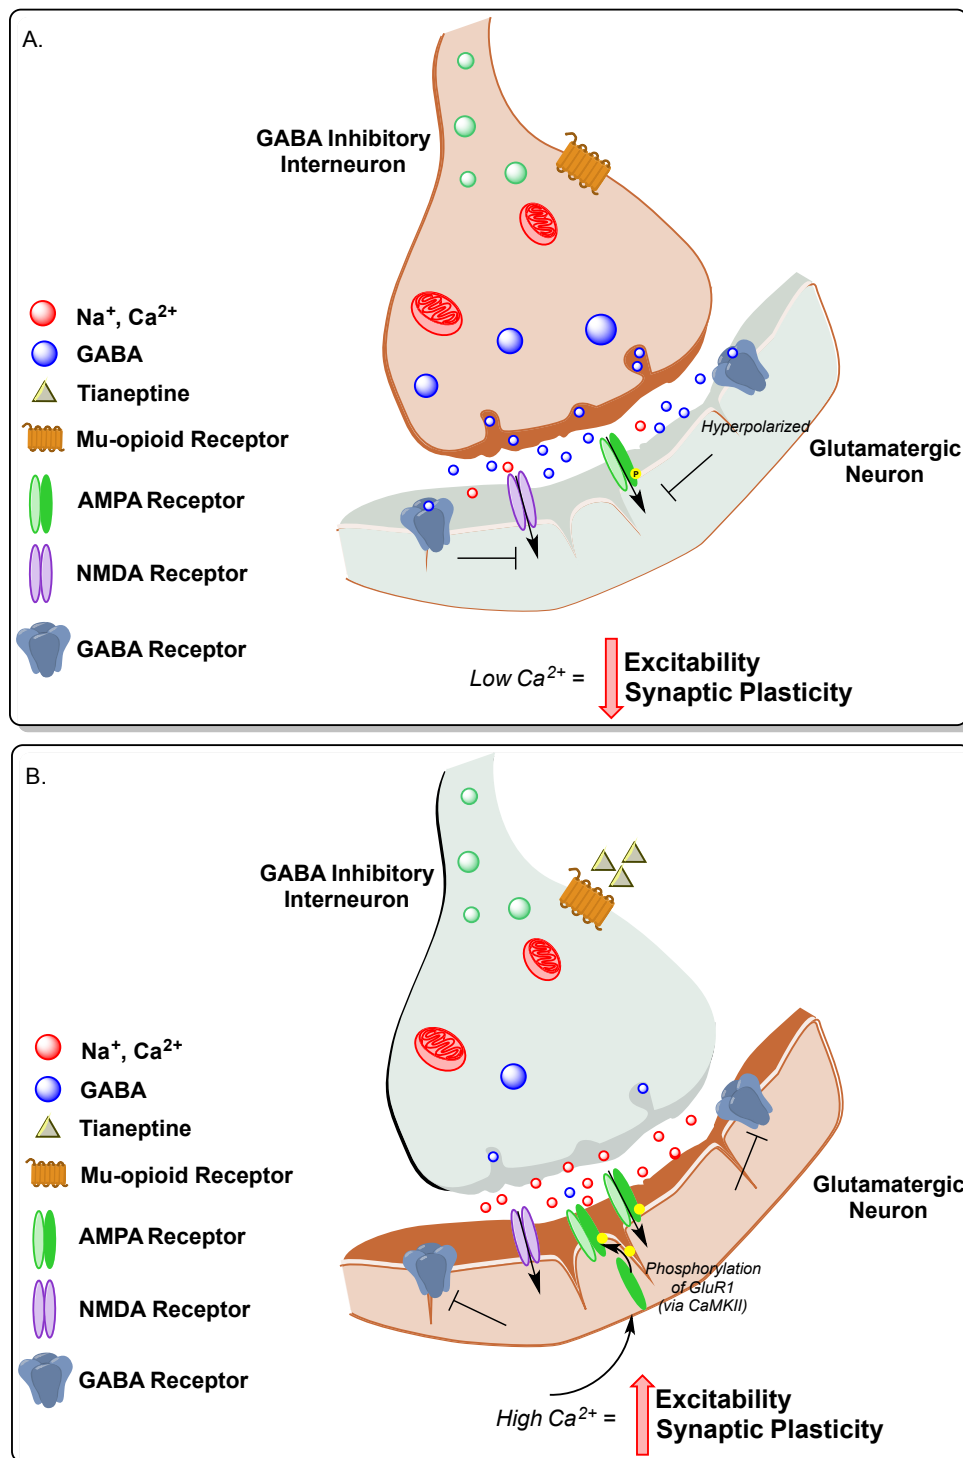 A.
GABA Inhibitory
Interneuron
Na⁺, Ca²⁺
GABA
Tianeptine
Mu-opioid Receptor
AMPA Receptor
NMDA Receptor
GABA Receptor
P
Hyperpolarized
Glutamatergic
Neuron
Low Ca²⁺ =
Excitability
Synaptic Plasticity
B.
GABA Inhibitory
Interneuron
Na⁺, Ca²⁺
GABA
Tianeptine
Mu-opioid Receptor
AMPA Receptor
NMDA Receptor
GABA Receptor
Glutamatergic
Neuron
Phosphorylation
of GluR1
(via CaMKII)
High Ca²⁺ =
Excitability
Synaptic Plasticity